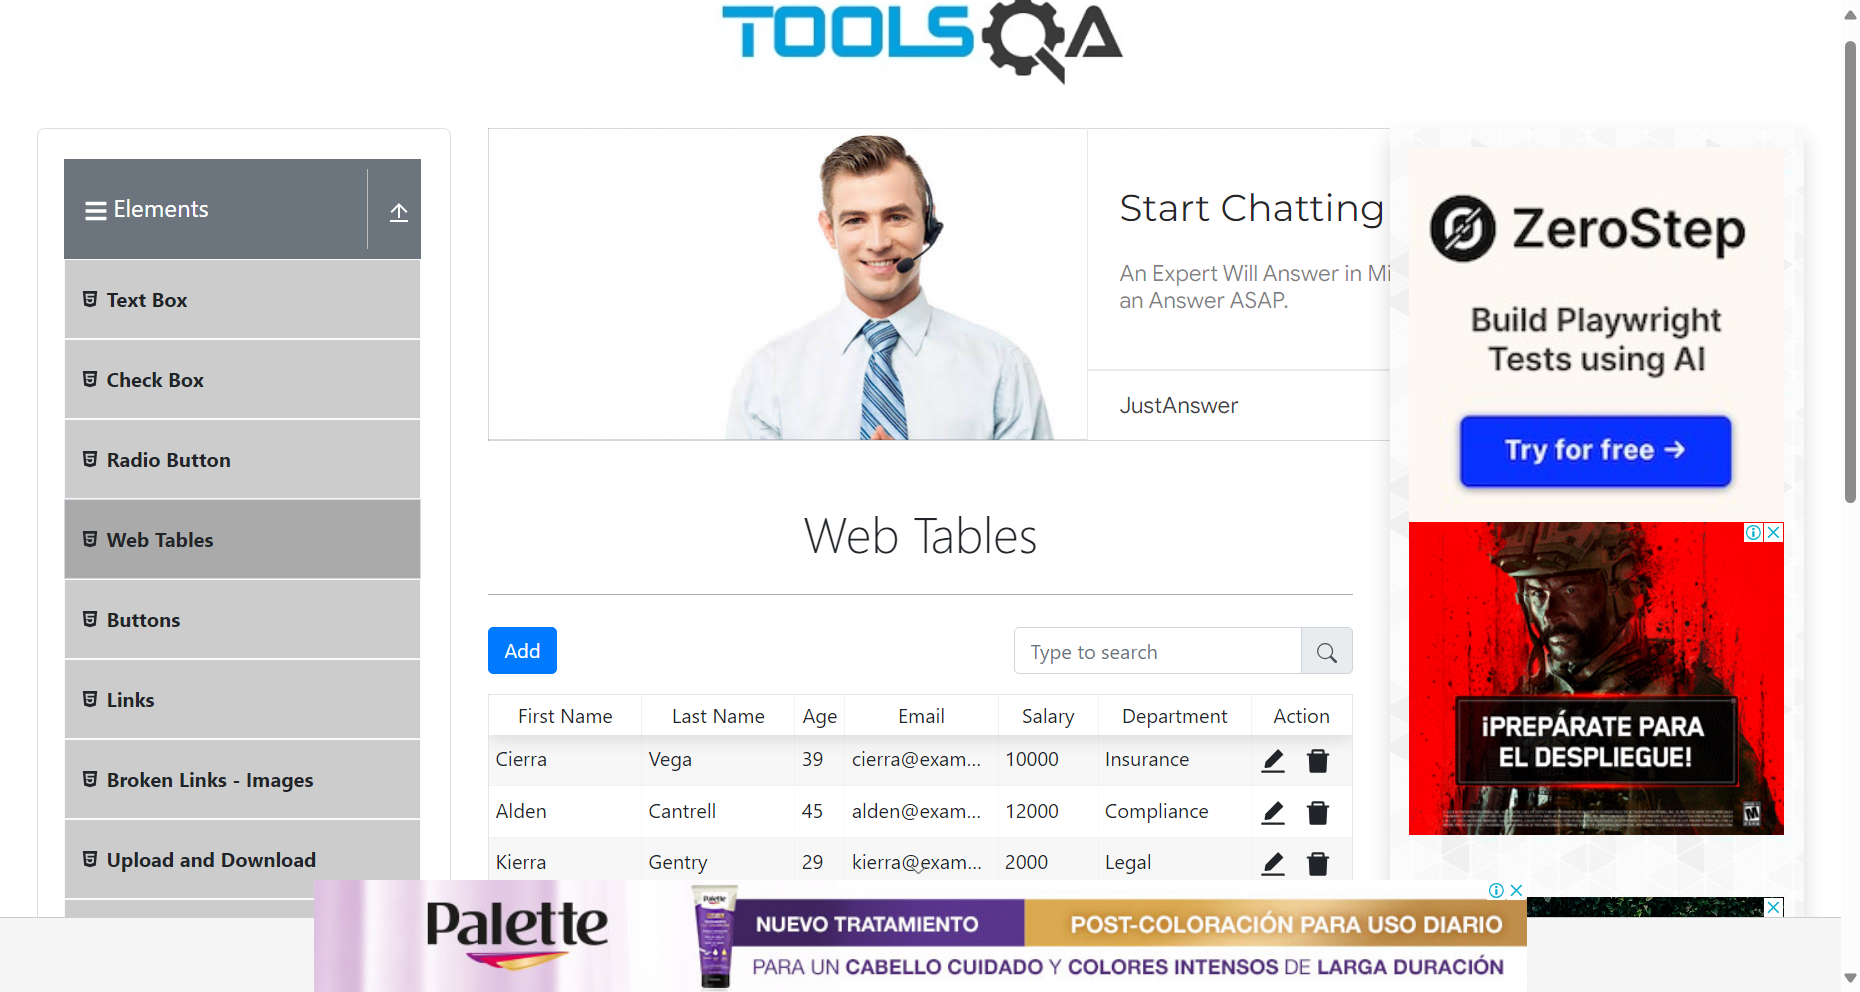 TOOLSQA
Elements
Text Box
Check Box
Radio Button
Web Tables
Buttons
Links
Broken Links - Images
Upload and Download
Start Chatting
An Expert Will Answer in Mi
an Answer ASAP.
JustAnswer
Web Tables
Add
Type to search
First Name Last Name Age Email Salary Department Action
Cierra Vega 39 cierra@exam... 10000 Insurance
Alden Cantrell 45 alden@exam... 12000 Compliance
Kierra Gentry 29 kierra@exam... 2000 Legal
ZeroStep
Build Playwright
Tests using AI
Try for free →
¡PREPÁRATE PARA
EL DESPLIEGUE!
Palette
Palette
NUEVO TRATAMIENTO
POST-COLORACIÓN PARA USO DIARIO
PARA UN CABELLO CUIDADO Y COLORES INTENSOS DE LARGA DURACIÓN